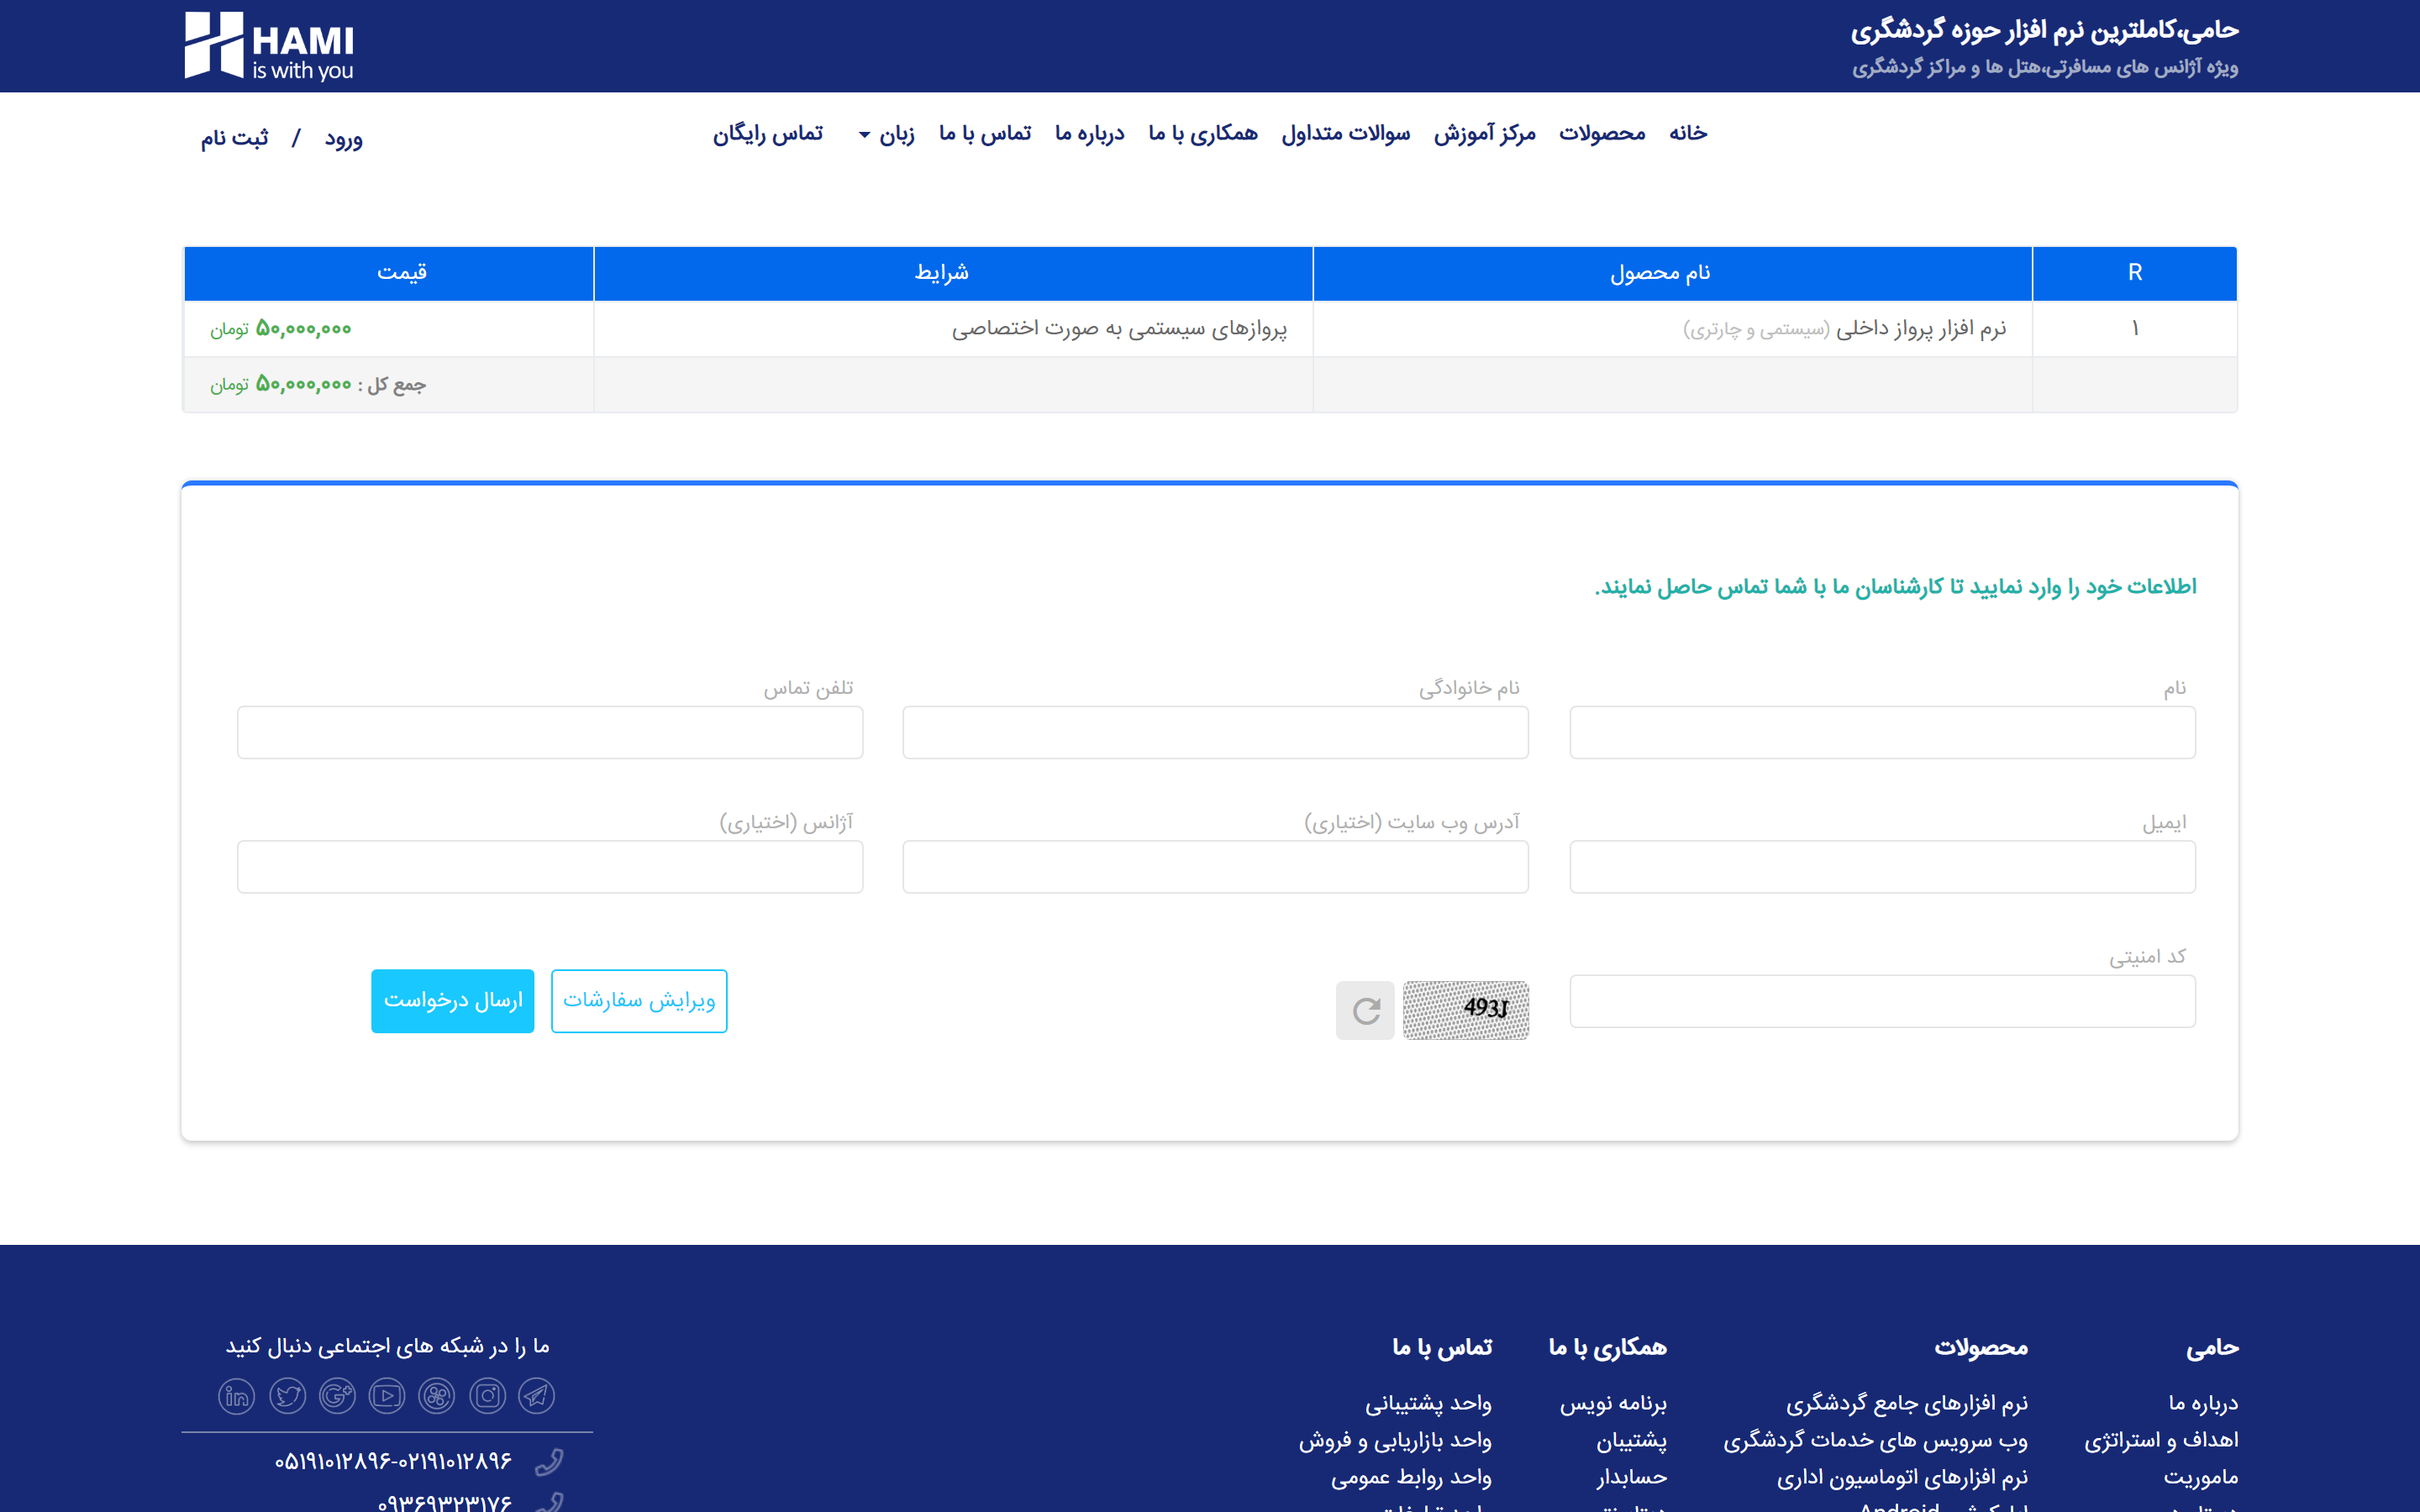 حامی،کاملترین نرم افزار حوزه گردشگری
ویژه آژانس های مسافرتی،هتل ها و مراکز گردشگری
HAMI
is with you
خانه محصولات مرکز آموزش سوالات متداول همکاری با ما درباره ما تماس با ما زبان تماس رایگان
ورود / ثبت نام
R نام محصول شرایط قیمت
۱ نرم افزار پرواز داخلی (سیستمی و چارتری) پروازهای سیستمی به صورت اختصاصی ۵۰,۰۰۰,۰۰۰ تومان
جمع کل : ۵۰,۰۰۰,۰۰۰ تومان
اطلاعات خود را وارد نمایید تا کارشناسان ما با شما تماس حاصل نمایند.
نام نام خانوادگی تلفن تماس
ایمیل آدرس وب سایت (اختیاری) آژانس (اختیاری)
کد امنیتی
493J
ویرایش سفارشات ارسال درخواست
حامی محصولات همکاری با ما تماس با ما ما را در شبکه های اجتماعی دنبال کنید
درباره ما نرم افزارهای جامع گردشگری برنامه نویس واحد پشتیبانی
اهداف و استراتژی وب سرویس های خدمات گردشگری پشتیبان واحد بازاریابی و فروش
ماموریت نرم افزارهای اتوماسیون اداری حسابدار واحد روابط عمومی
۰۵۱۹۱۰۱۲۸۹۶-۰۲۱۹۱۰۱۲۸۹۶
۰۹۳۶۹۳۲۳۱۷۶